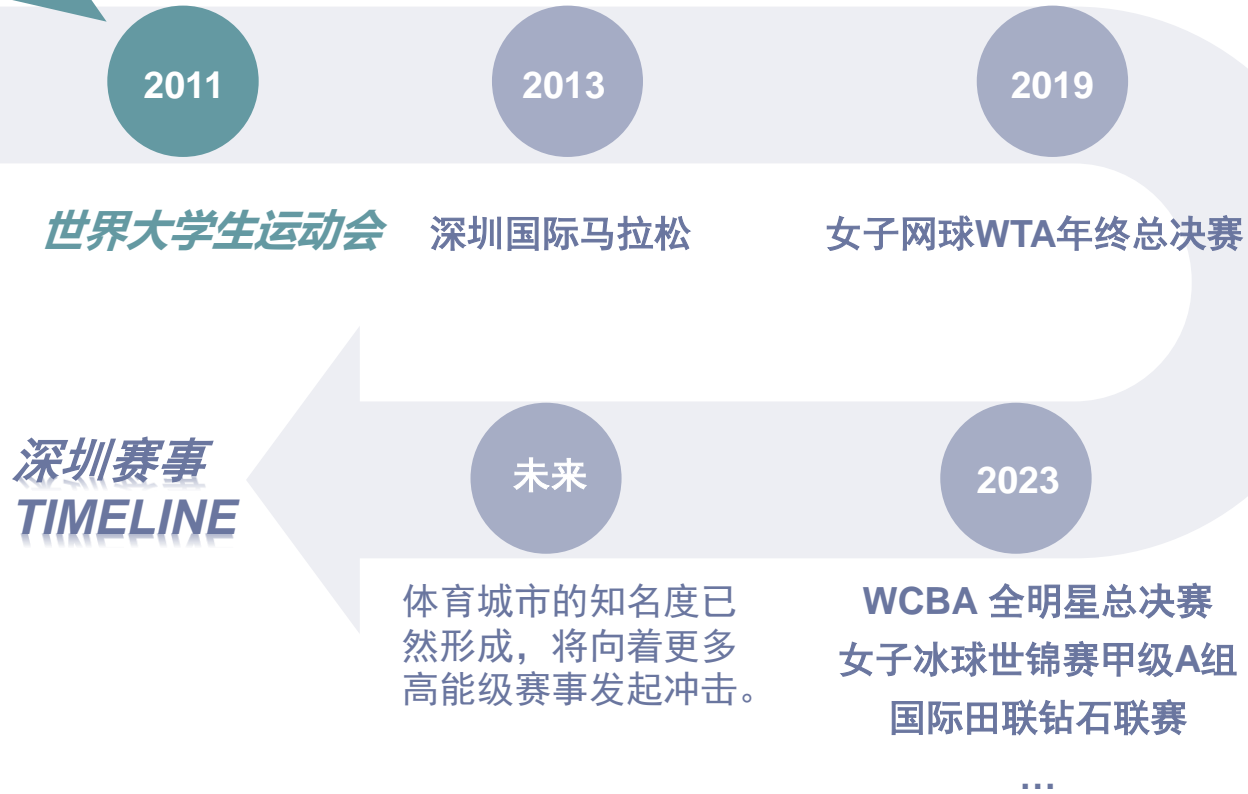 2011
2013
2019
世界大学生运动会
深圳国际马拉松
女子网球WTA年终总决赛
深圳赛事
TIMELINE
未来
2023
体育城市的知名度已
然形成，将向着更多
高能级赛事发起冲击。
WCBA 全明星总决赛
女子冰球世锦赛甲级A组
国际田联钻石联赛
...